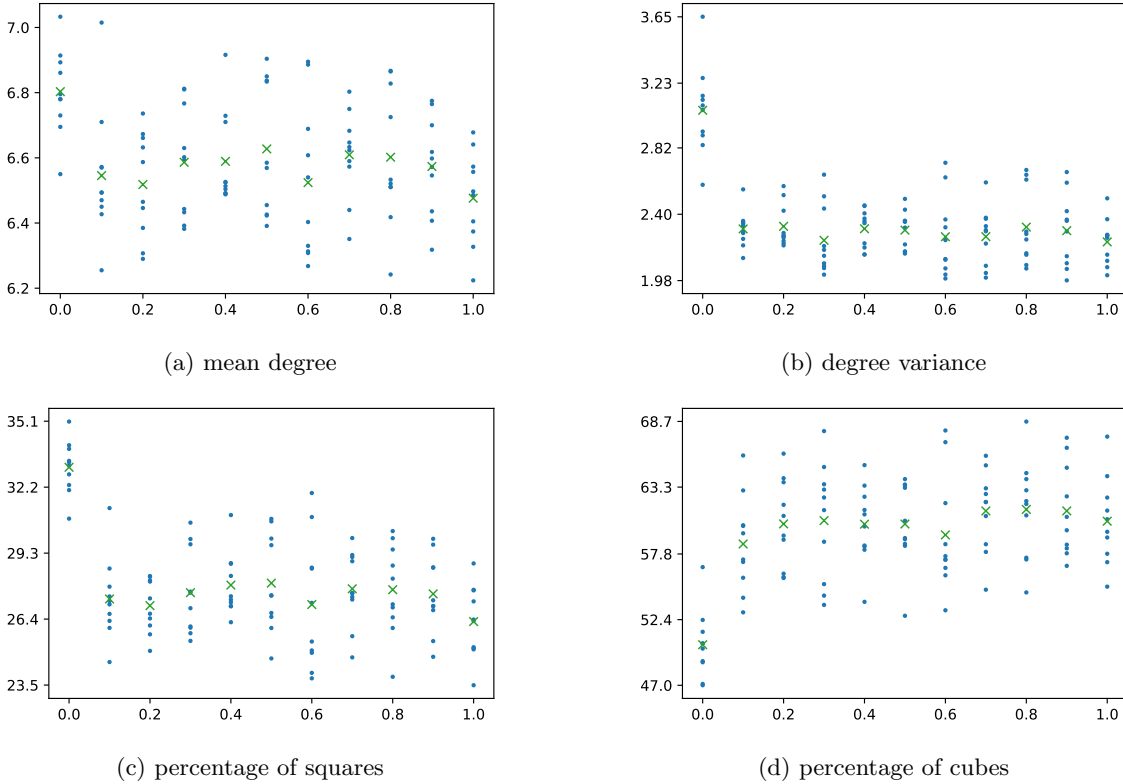 7.0
6.8
6.6
6.4
6.2
0.0 0.2 0.4 0.6 0.8 1.0
(a) mean degree
3.65
3.23
2.82
2.40
1.98
0.0 0.2 0.4 0.6 0.8 1.0
(b) degree variance
35.1
32.2
29.3
26.4
23.5
0.0 0.2 0.4 0.6 0.8 1.0
(c) percentage of squares
68.7
63.3
57.8
52.4
47.0
0.0 0.2 0.4 0.6 0.8 1.0
(d) percentage of cubes